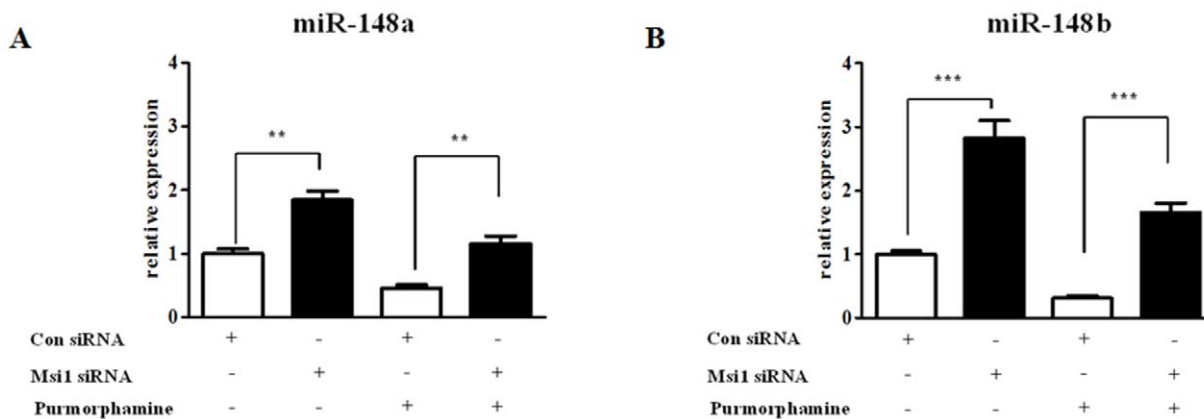 A
miR-148a
relative expression
4
3
2
1
0
**
**
Con siRNA + - + -
Msi1 siRNA - + - +
Purmorphamine - - + +
B
miR-148b
relative expression
4
3
2
1
0
***
***
Con siRNA + - + -
Msi1 siRNA - + - +
Purmorphamine - - + +